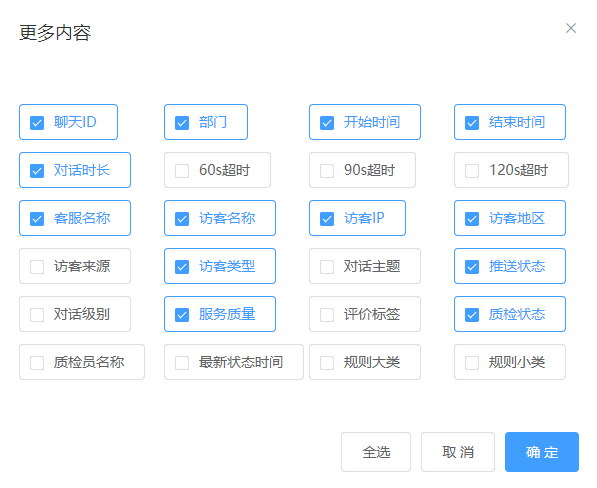 更多内容
聊天ID 部门 开始时间 结束时间
对话时长 60s超时 90s超时 120s超时
客服名称 访客名称 访客IP 访客地区
访客来源 访客类型 对话主题 推送状态
对话级别 服务质量 评价标签 质检状态
质检员名称 最新状态时间 规则大类 规则小类
全选 取 消 确 定